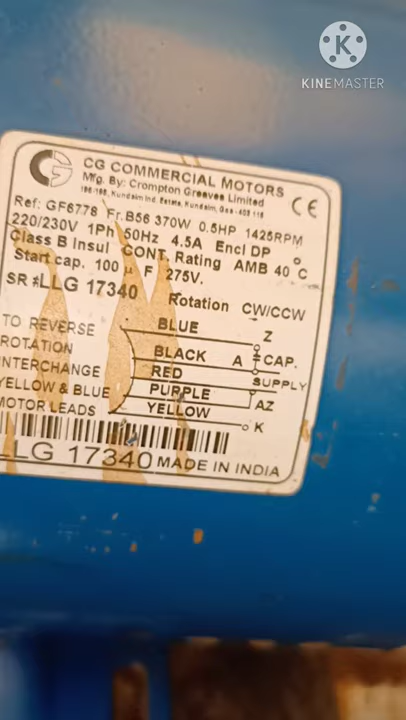 KINEMASTER
CG COMMERCIAL MOTORS
Mfg. By: Crompton Greaves Limited
196/198, Kundaim Ind. Estate, Kundaim, Goa - 403 115
CE
Ref: GF6778 Fr.B56 370W 0.5HP 1425RPM
220/230V 1Ph 50Hz 4.5A Encl DP
Class B Insul CONT. Rating AMB 40°C
Start cap. 100 µ F 275V.
SR #LLG 17340
Rotation CW/CCW
TO REVERSE
ROTATION
INTERCHANGE
YELLOW & BLUE
MOTOR LEADS
BLUE Z
BLACK A CAP.
RED SUPPLY
PURPLE AZ
YELLOW K
LLG 17340 MADE IN INDIA